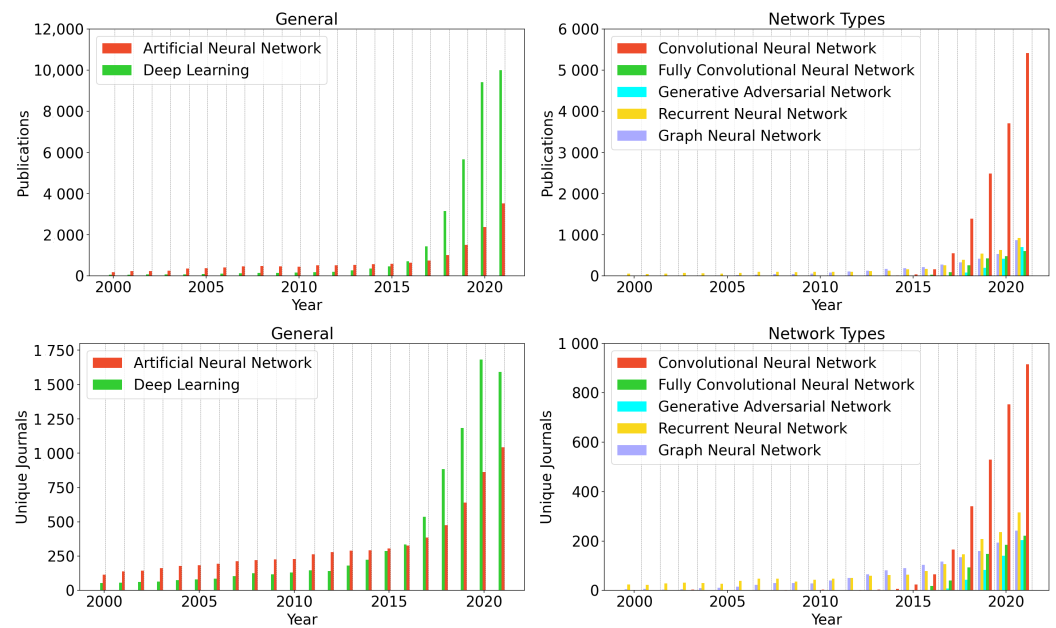 General
12,000
10,000
8 000
6 000
4 000
2 000
0
Publications
Artificial Neural Network
Deep Learning
2000 2005 2010 2015 2020
Year
Network Types
6 000
5 000
4 000
3 000
2 000
1 000
0
Publications
Convolutional Neural Network
Fully Convolutional Neural Network
Generative Adversarial Network
Recurrent Neural Network
Graph Neural Network
2000 2005 2010 2015 2020
Year
General
1 750
1 500
1 250
1 000
750
500
250
0
Unique Journals
Artificial Neural Network
Deep Learning
2000 2005 2010 2015 2020
Year
Network Types
1 000
800
600
400
200
0
Unique Journals
Convolutional Neural Network
Fully Convolutional Neural Network
Generative Adversarial Network
Recurrent Neural Network
Graph Neural Network
2000 2005 2010 2015 2020
Year